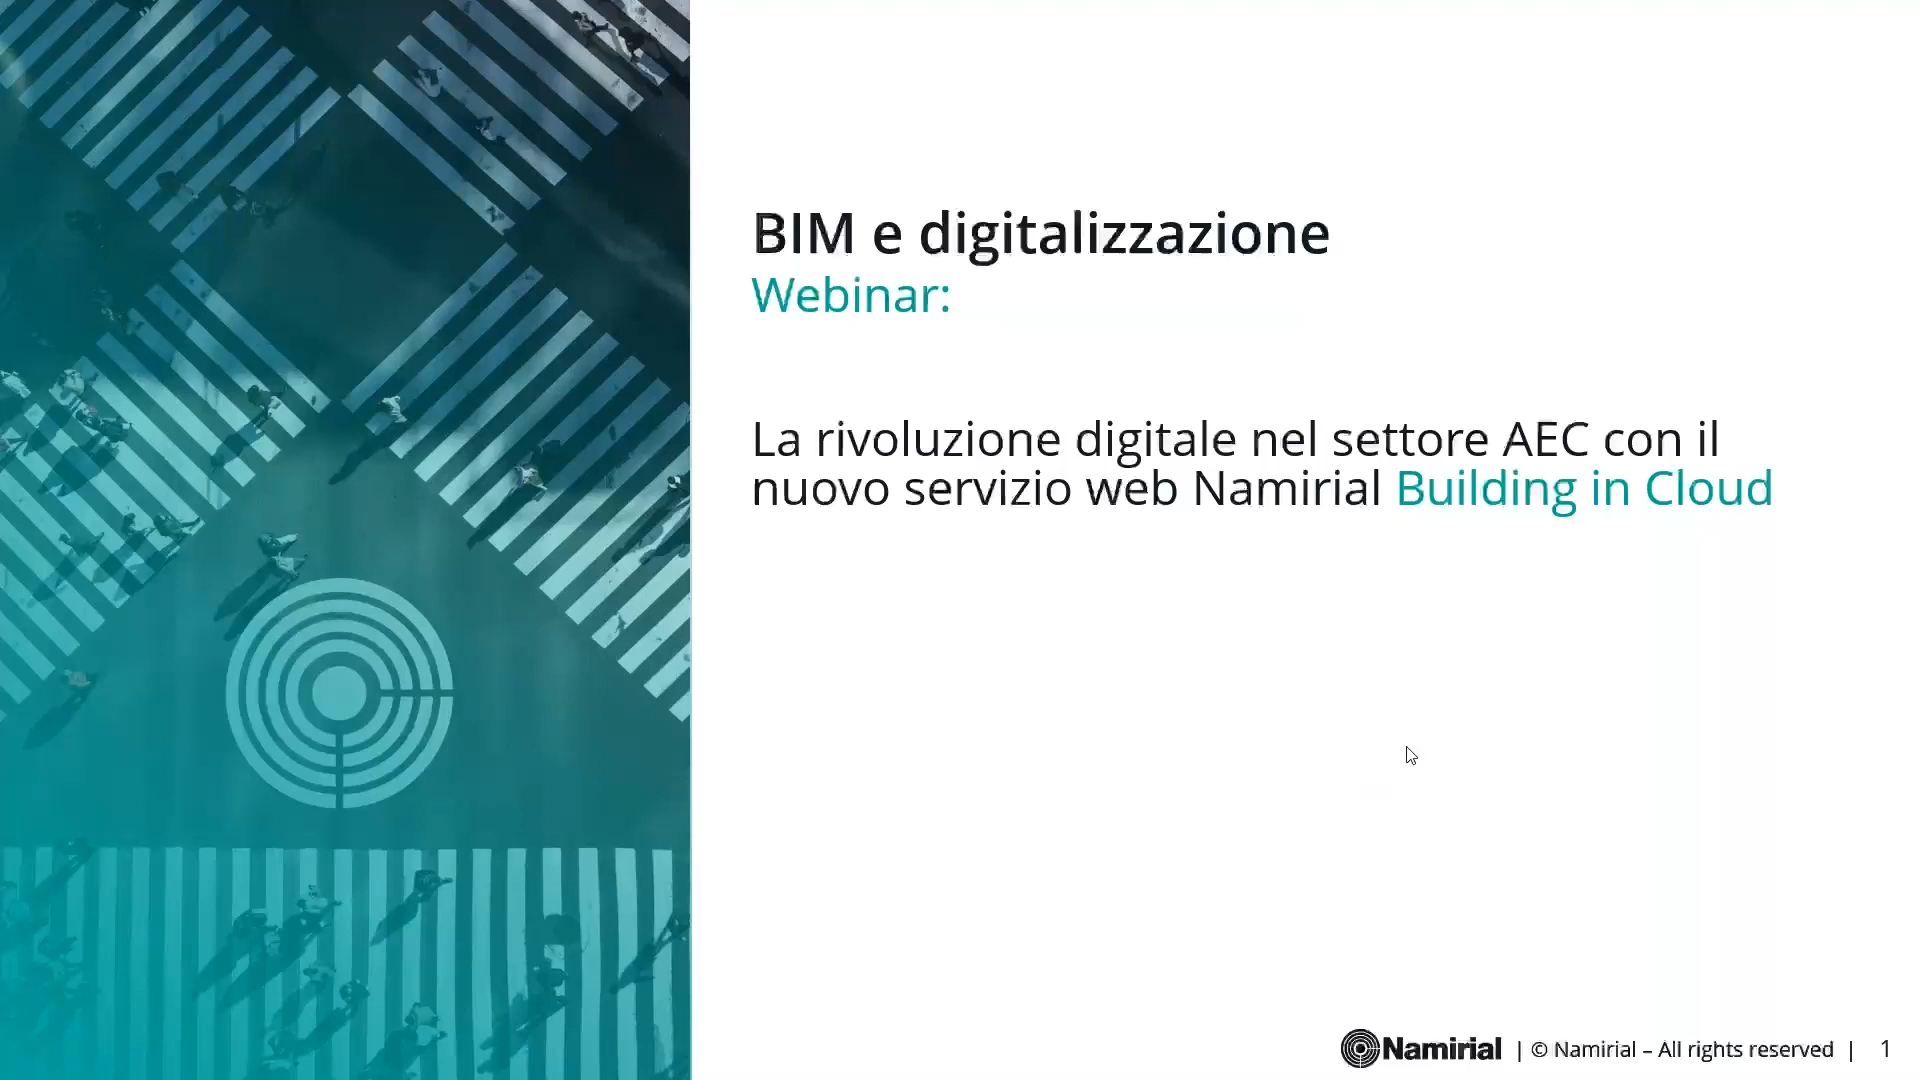 BIM e digitalizzazione
Webinar:
La rivoluzione digitale nel settore AEC con il
nuovo servizio web Namirial Building in Cloud
Namirial | © Namirial – All rights reserved | 1